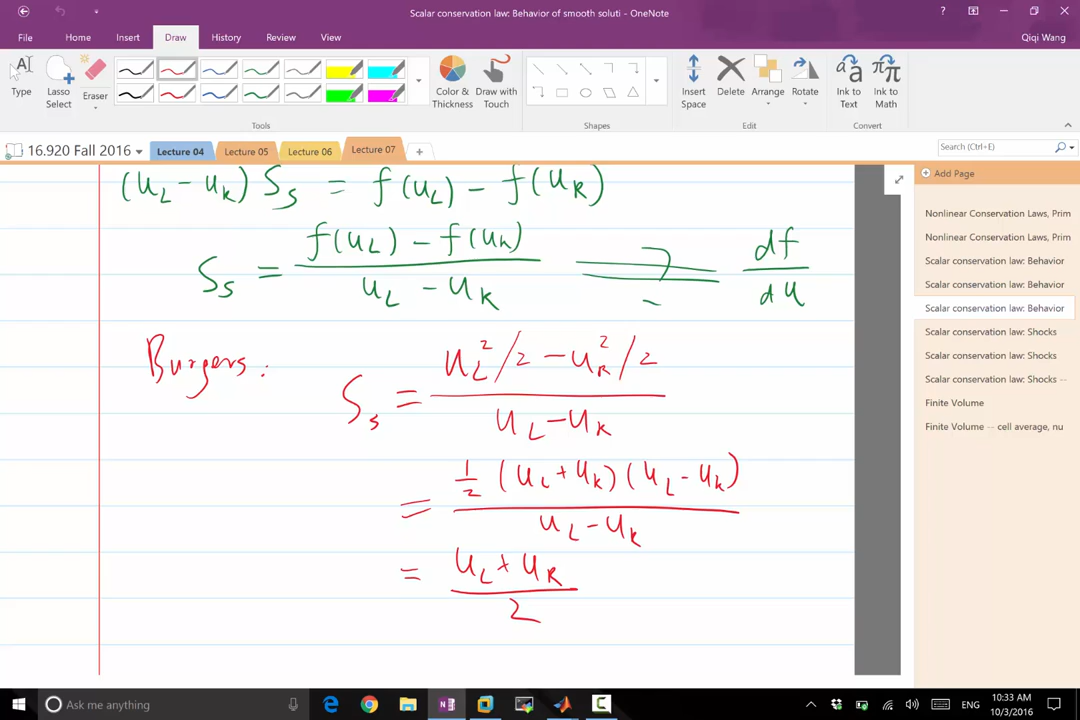 Scalar conservation law: Behavior of smooth soluti - OneNote
? Qiqi Wang
File Home Insert Draw History Review View
Type Lasso Select Eraser Color & Thickness Draw with Touch Insert Space Delete Arrange Rotate Ink to Text Ink to Math
Tools Shapes Edit Convert
16.920 Fall 2016 Lecture 04 Lecture 05 Lecture 06 Lecture 07 + Search (Ctrl+E)
(u_L - u_R) S_s = f(u_L) - f(u_R)
S_s = (f(u_L) - f(u_R)) / (u_L - u_R) ⇒ df/du
Burgers: S_s = (u_L^2/2 - u_R^2/2) / (u_L - u_R)
= 1/2 (u_L + u_R)(u_L - u_R) / (u_L - u_R)
= (u_L + u_R) / 2
Add Page
Nonlinear Conservation Laws, Prim
Nonlinear Conservation Laws, Prim
Scalar conservation law: Behavior
Scalar conservation law: Behavior
Scalar conservation law: Behavior
Scalar conservation law: Shocks
Scalar conservation law: Shocks
Scalar conservation law: Shocks --
Finite Volume
Finite Volume -- cell average, nu
Ask me anything
ENG
10:33 AM
10/3/2016